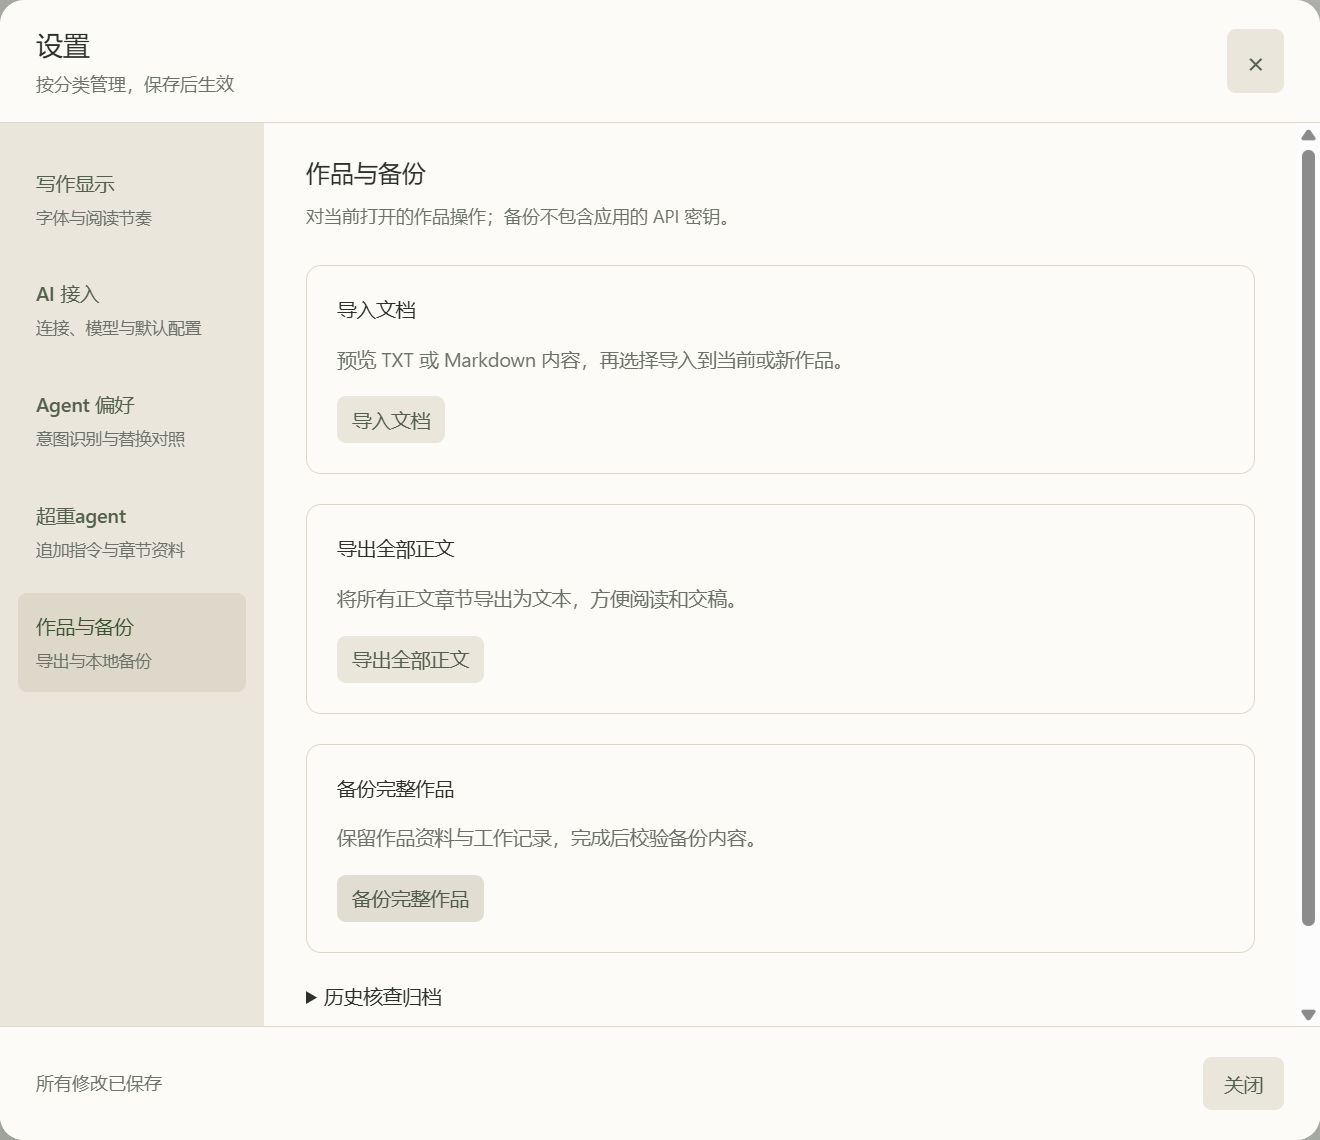 设置
按分类管理，保存后生效
×
写作显示
字体与阅读节奏
AI 接入
连接、模型与默认配置
Agent 偏好
意图识别与替换对照
超重agent
追加指令与章节资料
作品与备份
导出与本地备份
作品与备份
对当前打开的作品操作；备份不包含应用的 API 密钥。
导入文档
预览 TXT 或 Markdown 内容，再选择导入到当前或新作品。
导入文档
导出全部正文
将所有正文章节导出为文本，方便阅读和交稿。
导出全部正文
备份完整作品
保留作品资料与工作记录，完成后校验备份内容。
备份完整作品
▶ 历史核查归档
所有修改已保存
关闭